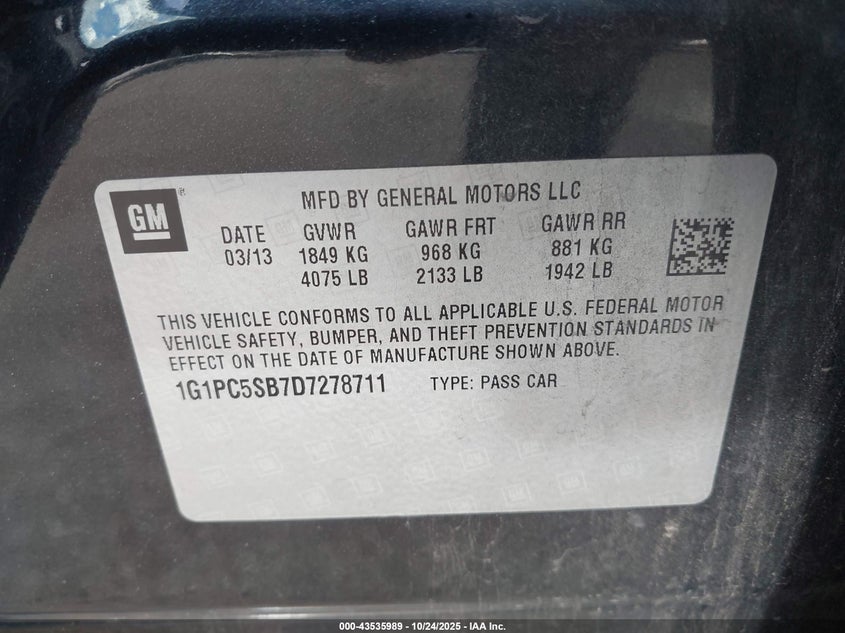 GM
MFD BY GENERAL MOTORS LLC
DATE GVWR GAWR FRT GAWR RR
03/13 1849 KG 968 KG 881 KG
4075 LB 2133 LB 1942 LB
THIS VEHICLE CONFORMS TO ALL APPLICABLE U.S. FEDERAL MOTOR
VEHICLE SAFETY, BUMPER, AND THEFT PREVENTION STANDARDS IN
EFFECT ON THE DATE OF MANUFACTURE SHOWN ABOVE.
1G1PC5SB7D7278711 TYPE: PASS CAR
000-43535989 - 10/24/2025 - IAA Inc.